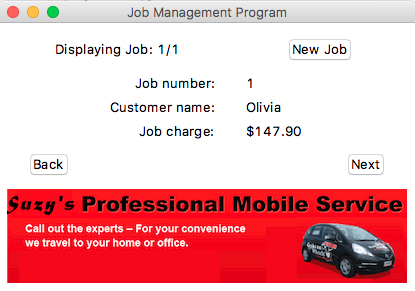 Job Management Program
Displaying Job: 1/1 New Job
Job number: 1
Customer name: Olivia
Job charge: $147.90
Back Next
Suzy's Professional Mobile Service
Call out the experts – For your convenience
we travel to your home or office.